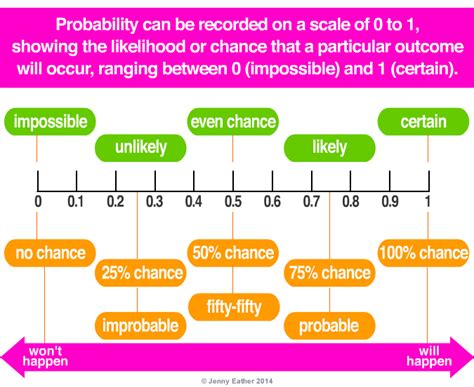 Probability can be recorded on a scale of 0 to 1,
showing the likelihood or chance that a particular outcome
will occur, ranging between 0 (impossible) and 1 (certain).
impossible
even chance
certain
unlikely
likely
0 0.1 0.2 0.3 0.4 0.5 0.6 0.7 0.8 0.9 1
no chance
50% chance
100% chance
25% chance
75% chance
fifty-fifty
improbable
probable
won't
happen
will
happen
© Jenny Eather 2014